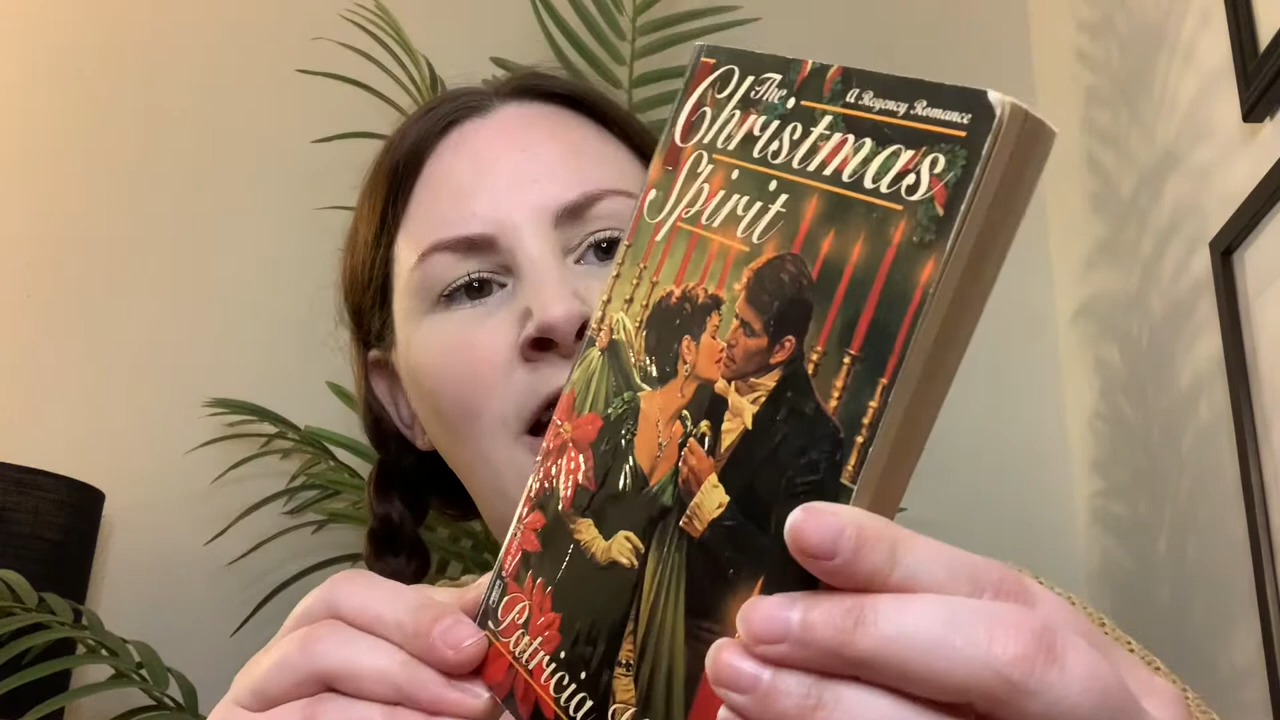 The
A Regency Romance
Christmas
Spirit
Patricia